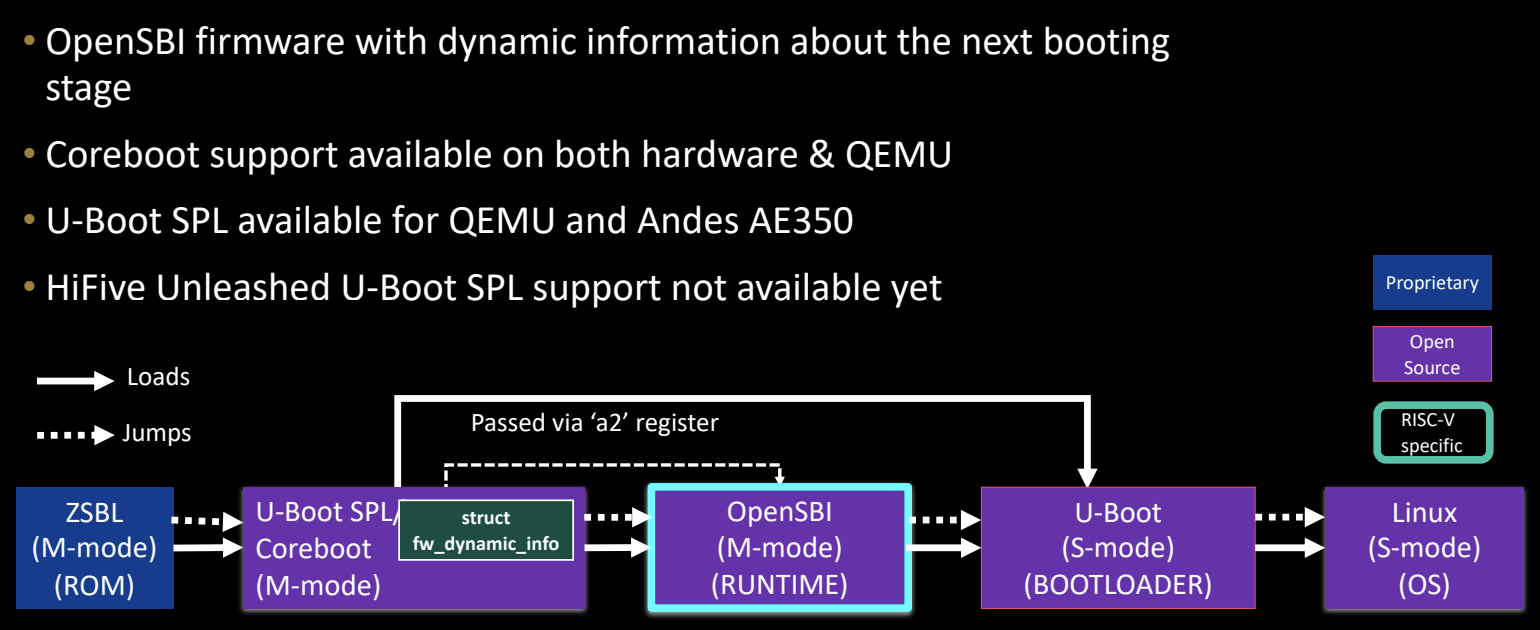 • OpenSBI firmware with dynamic information about the next booting
stage
• Coreboot support available on both hardware & QEMU
• U-Boot SPL available for QEMU and Andes AE350
• HiFive Unleashed U-Boot SPL support not available yet
Proprietary
Open
Source
RISC-V
specific
Loads
Jumps
Passed via ‘a2’ register
ZSBL
(M-mode)
(ROM)
U-Boot SPL/
Coreboot
(M-mode)
struct
fw_dynamic_info
OpenSBI
(M-mode)
(RUNTIME)
U-Boot
(S-mode)
(BOOTLOADER)
Linux
(S-mode)
(OS)